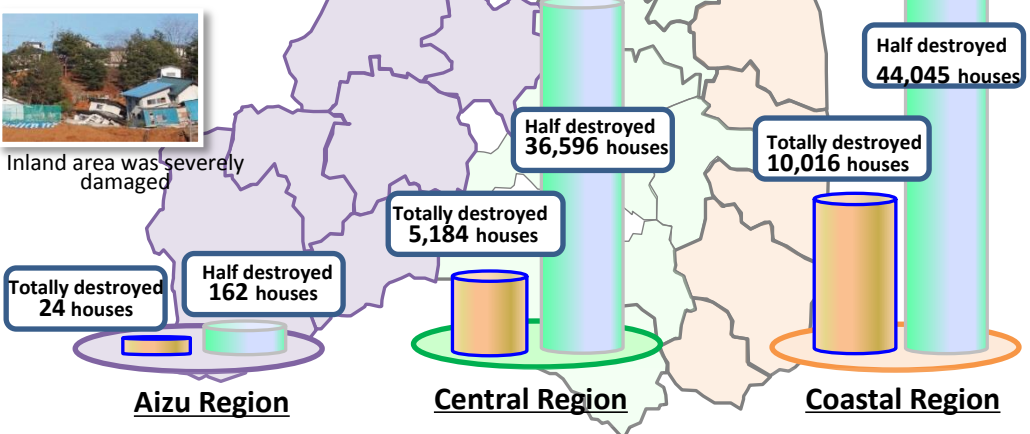 Inland area was severely
damaged
Totally destroyed
24 houses
Half destroyed
162 houses
Aizu Region
Totally destroyed
5,184 houses
Half destroyed
36,596 houses
Central Region
Totally destroyed
10,016 houses
Half destroyed
44,045 houses
Coastal Region